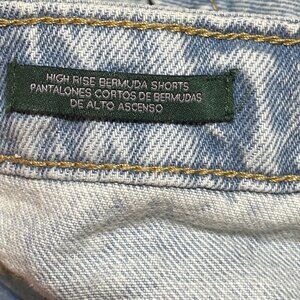 HIGH RISE BERMUDA SHORTS
PANTALONES CORTOS DE BERMUDAS
DE ALTO ASCENSO